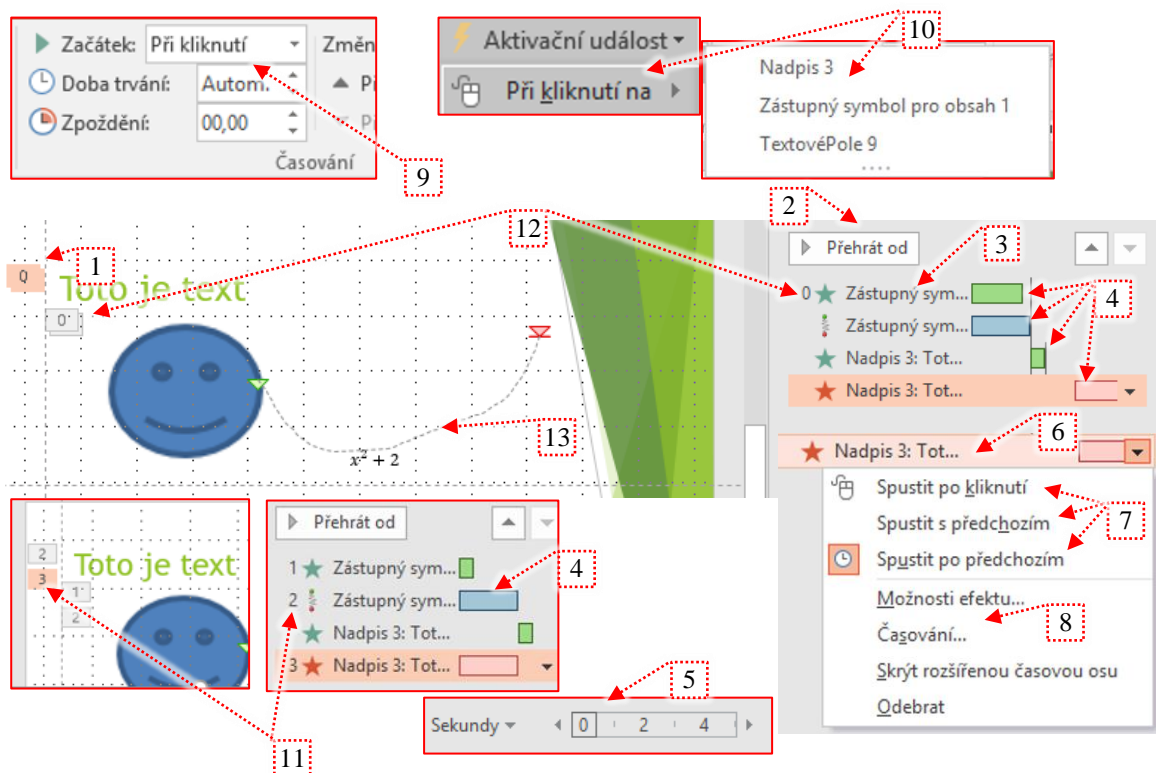 Začátek: Při kliknutí
Změn
Doba trvání: Autom.
Př
Zpoždění: 00,00
Př
Časování
9
Aktivační událost
Při kliknutí na
10
Nadpis 3
Zástupný symbol pro obsah 1
TextovéPole 9
12
2
1
0
Toto je text
0
Přehrát od
3
0 Zástupný sym...
4
Zástupný sym...
Nadpis 3: Tot...
Nadpis 3: Tot...
13
x² + 2
6
Nadpis 3: Tot...
Spustit po kliknutí
7
Spustit s předchozím
Spustit po předchozím
Možnosti efektu...
8
Časování...
Skrýt rozšířenou časovou osu
Odebrat
2
3
Toto je text
1
2
Přehrát od
1 Zástupný sym...
4
2 Zástupný sym...
Nadpis 3: Tot...
3 Nadpis 3: Tot...
5
Sekundy 0 2 4
11